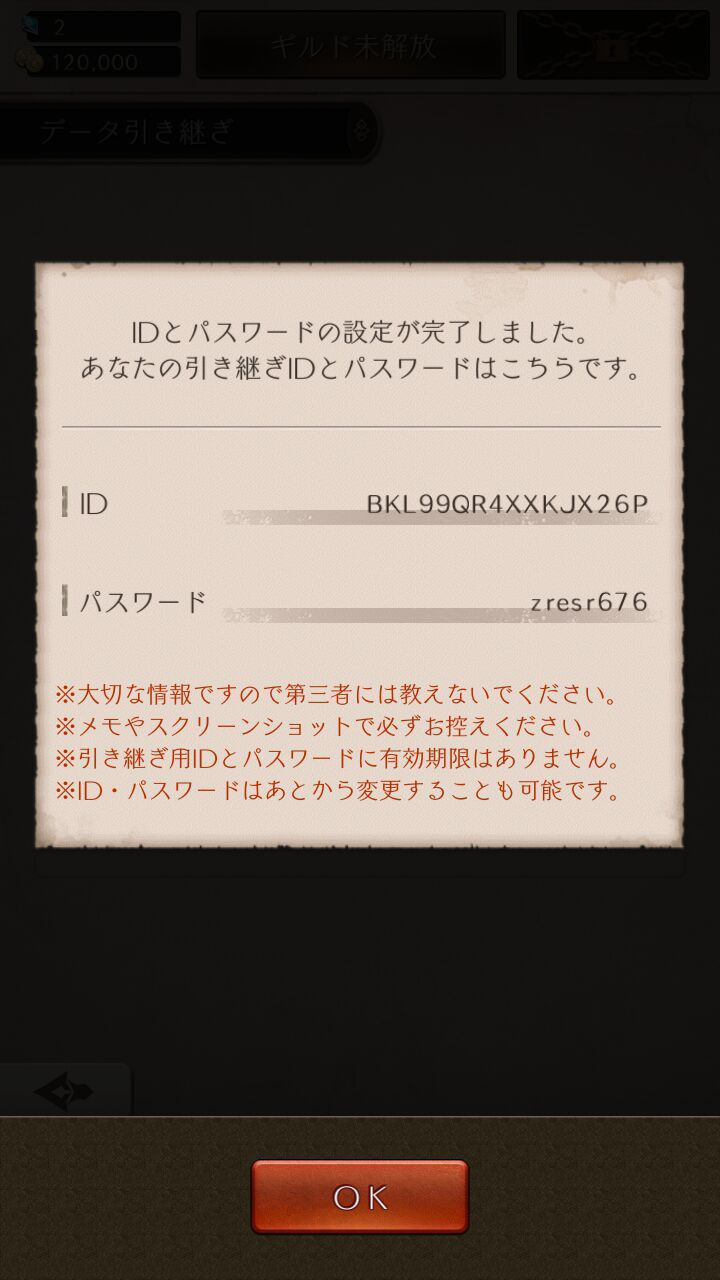 2
120,000
ギルド未解放
データ引き継ぎ
IDとパスワードの設定が完了しました。
あなたの引き継ぎIDとパスワードはこちらです。
ID BKL99QR4XXKJX26P
パスワード zresr676
※大切な情報ですので第三者には教えないでください。
※メモやスクリーンショットで必ずお控えください。
※引き継ぎ用IDとパスワードに有効期限はありません。
※ID・パスワードはあとから変更することも可能です。
OK